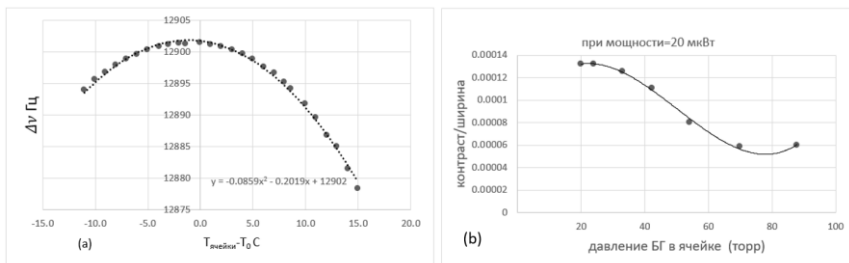 (a)
12905
12900
12895
12890
12885
12880
12875
Δν Гц
y = -0.0859x² - 0.2019x + 12902
-15.0 -10.0 -5.0 0.0 5.0 10.0 15.0 20.0
(a)
Tячейки-T0 C
при мощности=20 мкВт
0.00014
0.00012
0.0001
0.00008
0.00006
0.00004
0.00002
0
контраст/ширина
0 20 40 60 80 100
(b)
давление БГ в ячейке (торр)